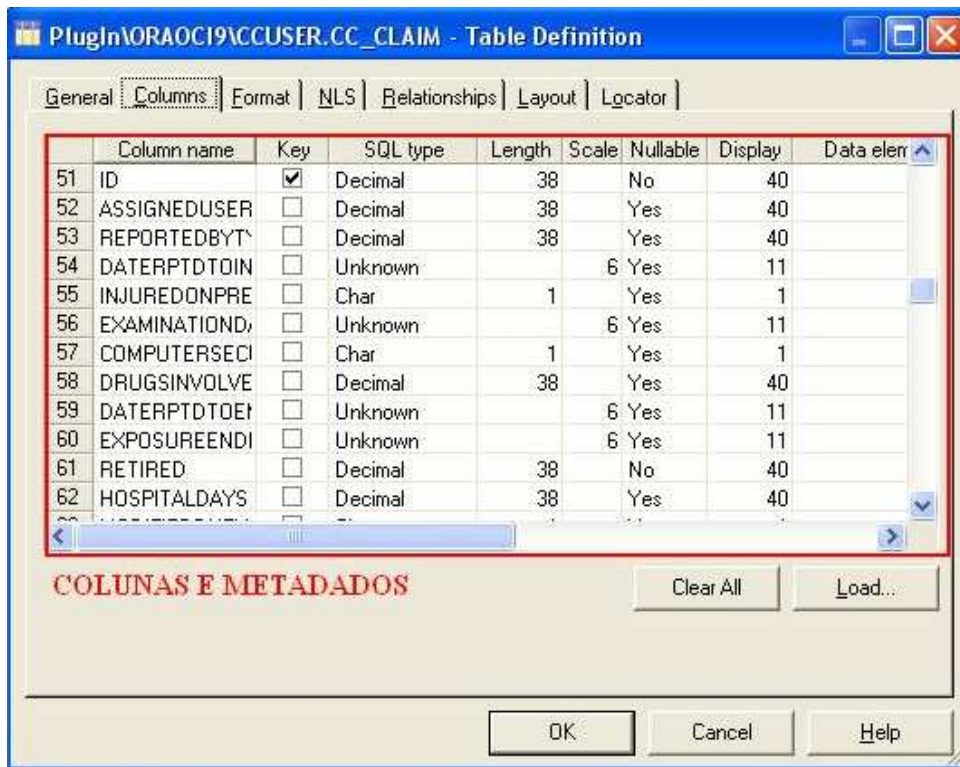 PlugIn\ORAOCI9\CCUSER.CC_CLAIM - Table Definition
General Columns Format NLS Relationships Layout Locator
Column name Key SQL type Length Scale Nullable Display Data elem
51 ID Decimal 38 No 40
52 ASSIGNEDUSER Decimal 38 Yes 40
53 REPORTEDBYTY Decimal 38 Yes 40
54 DATERPTDTOIN Unknown 6 Yes 11
55 INJUREDONPRE Char 1 Yes 1
56 EXAMINATIOND Unknown 6 Yes 11
57 COMPUTERSECU Char 1 Yes 1
58 DRUGSINVOLVE Decimal 38 Yes 40
59 DATERPTDTOEM Unknown 6 Yes 11
60 EXPOSUREENDI Unknown 6 Yes 11
61 RETIRED Decimal 38 No 40
62 HOSPITALDAYS Decimal 38 Yes 40
COLUNAS E METADADOS
Clear All Load...
OK Cancel Help